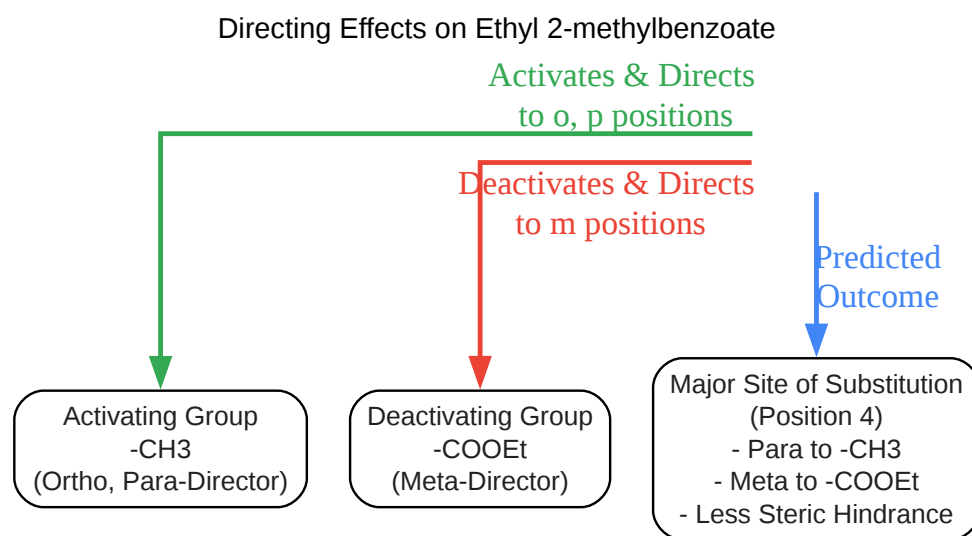 Directing Effects on Ethyl 2-methylbenzoate
Activates & Directs
to o, p positions
Deactivates & Directs
to m positions
Predicted
Outcome
Activating Group
-CH3
(Ortho, Para-Director)
Deactivating Group
-COOEt
(Meta-Director)
Major Site of Substitution
(Position 4)
- Para to -CH3
- Meta to -COOEt
- Less Steric Hindrance